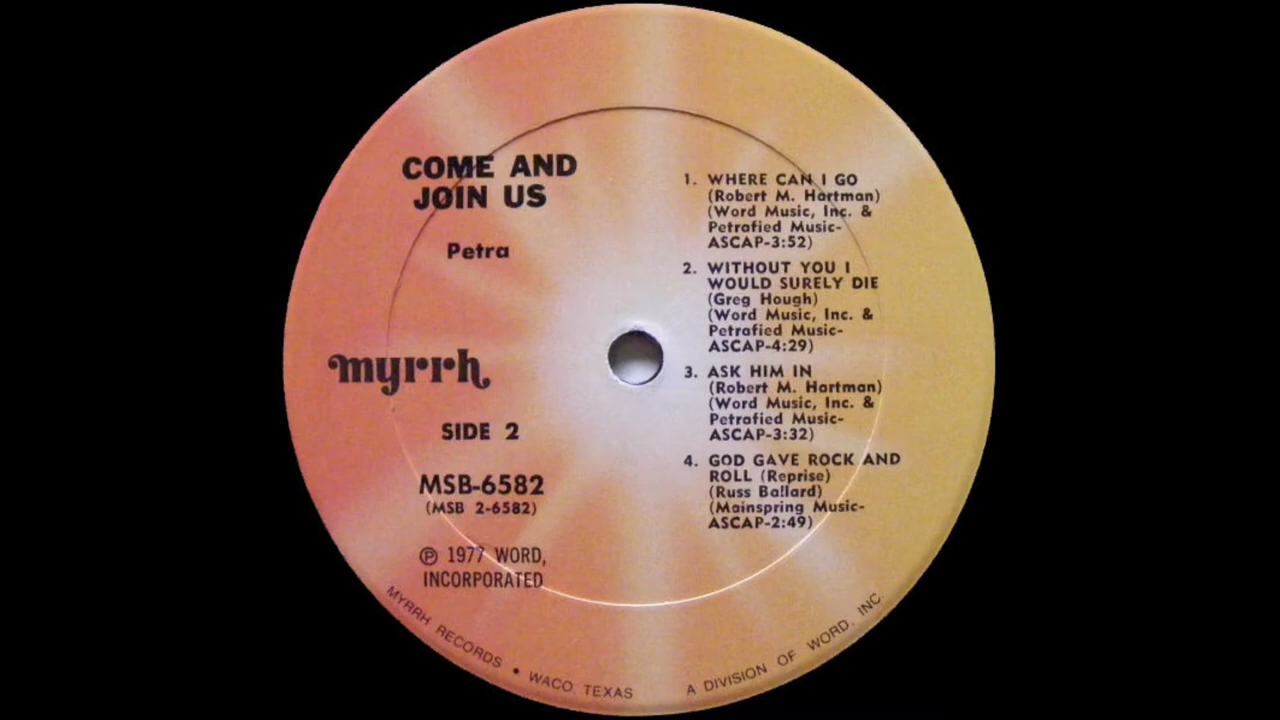 COME AND
JOIN US
Petra
myrrh
SIDE 2
MSB-6582
(MSB 2-6582)
℗ 1977 WORD,
INCORPORATED
1. WHERE CAN I GO
(Robert M. Hartman)
(Word Music, Inc. &
Petrafied Music-
ASCAP-3:52)
2. WITHOUT YOU I
WOULD SURELY DIE
(Greg Hough)
(Word Music, Inc. &
Petrafied Music-
ASCAP-4:29)
3. ASK HIM IN
(Robert M. Hartman)
(Word Music, Inc. &
Petrafied Music-
ASCAP-3:32)
4. GOD GAVE ROCK AND
ROLL (Reprise)
(Russ Ballard)
(Mainspring Music-
ASCAP-2:49)
MYRRH RECORDS • WACO, TEXAS A DIVISION OF WORD, INC.